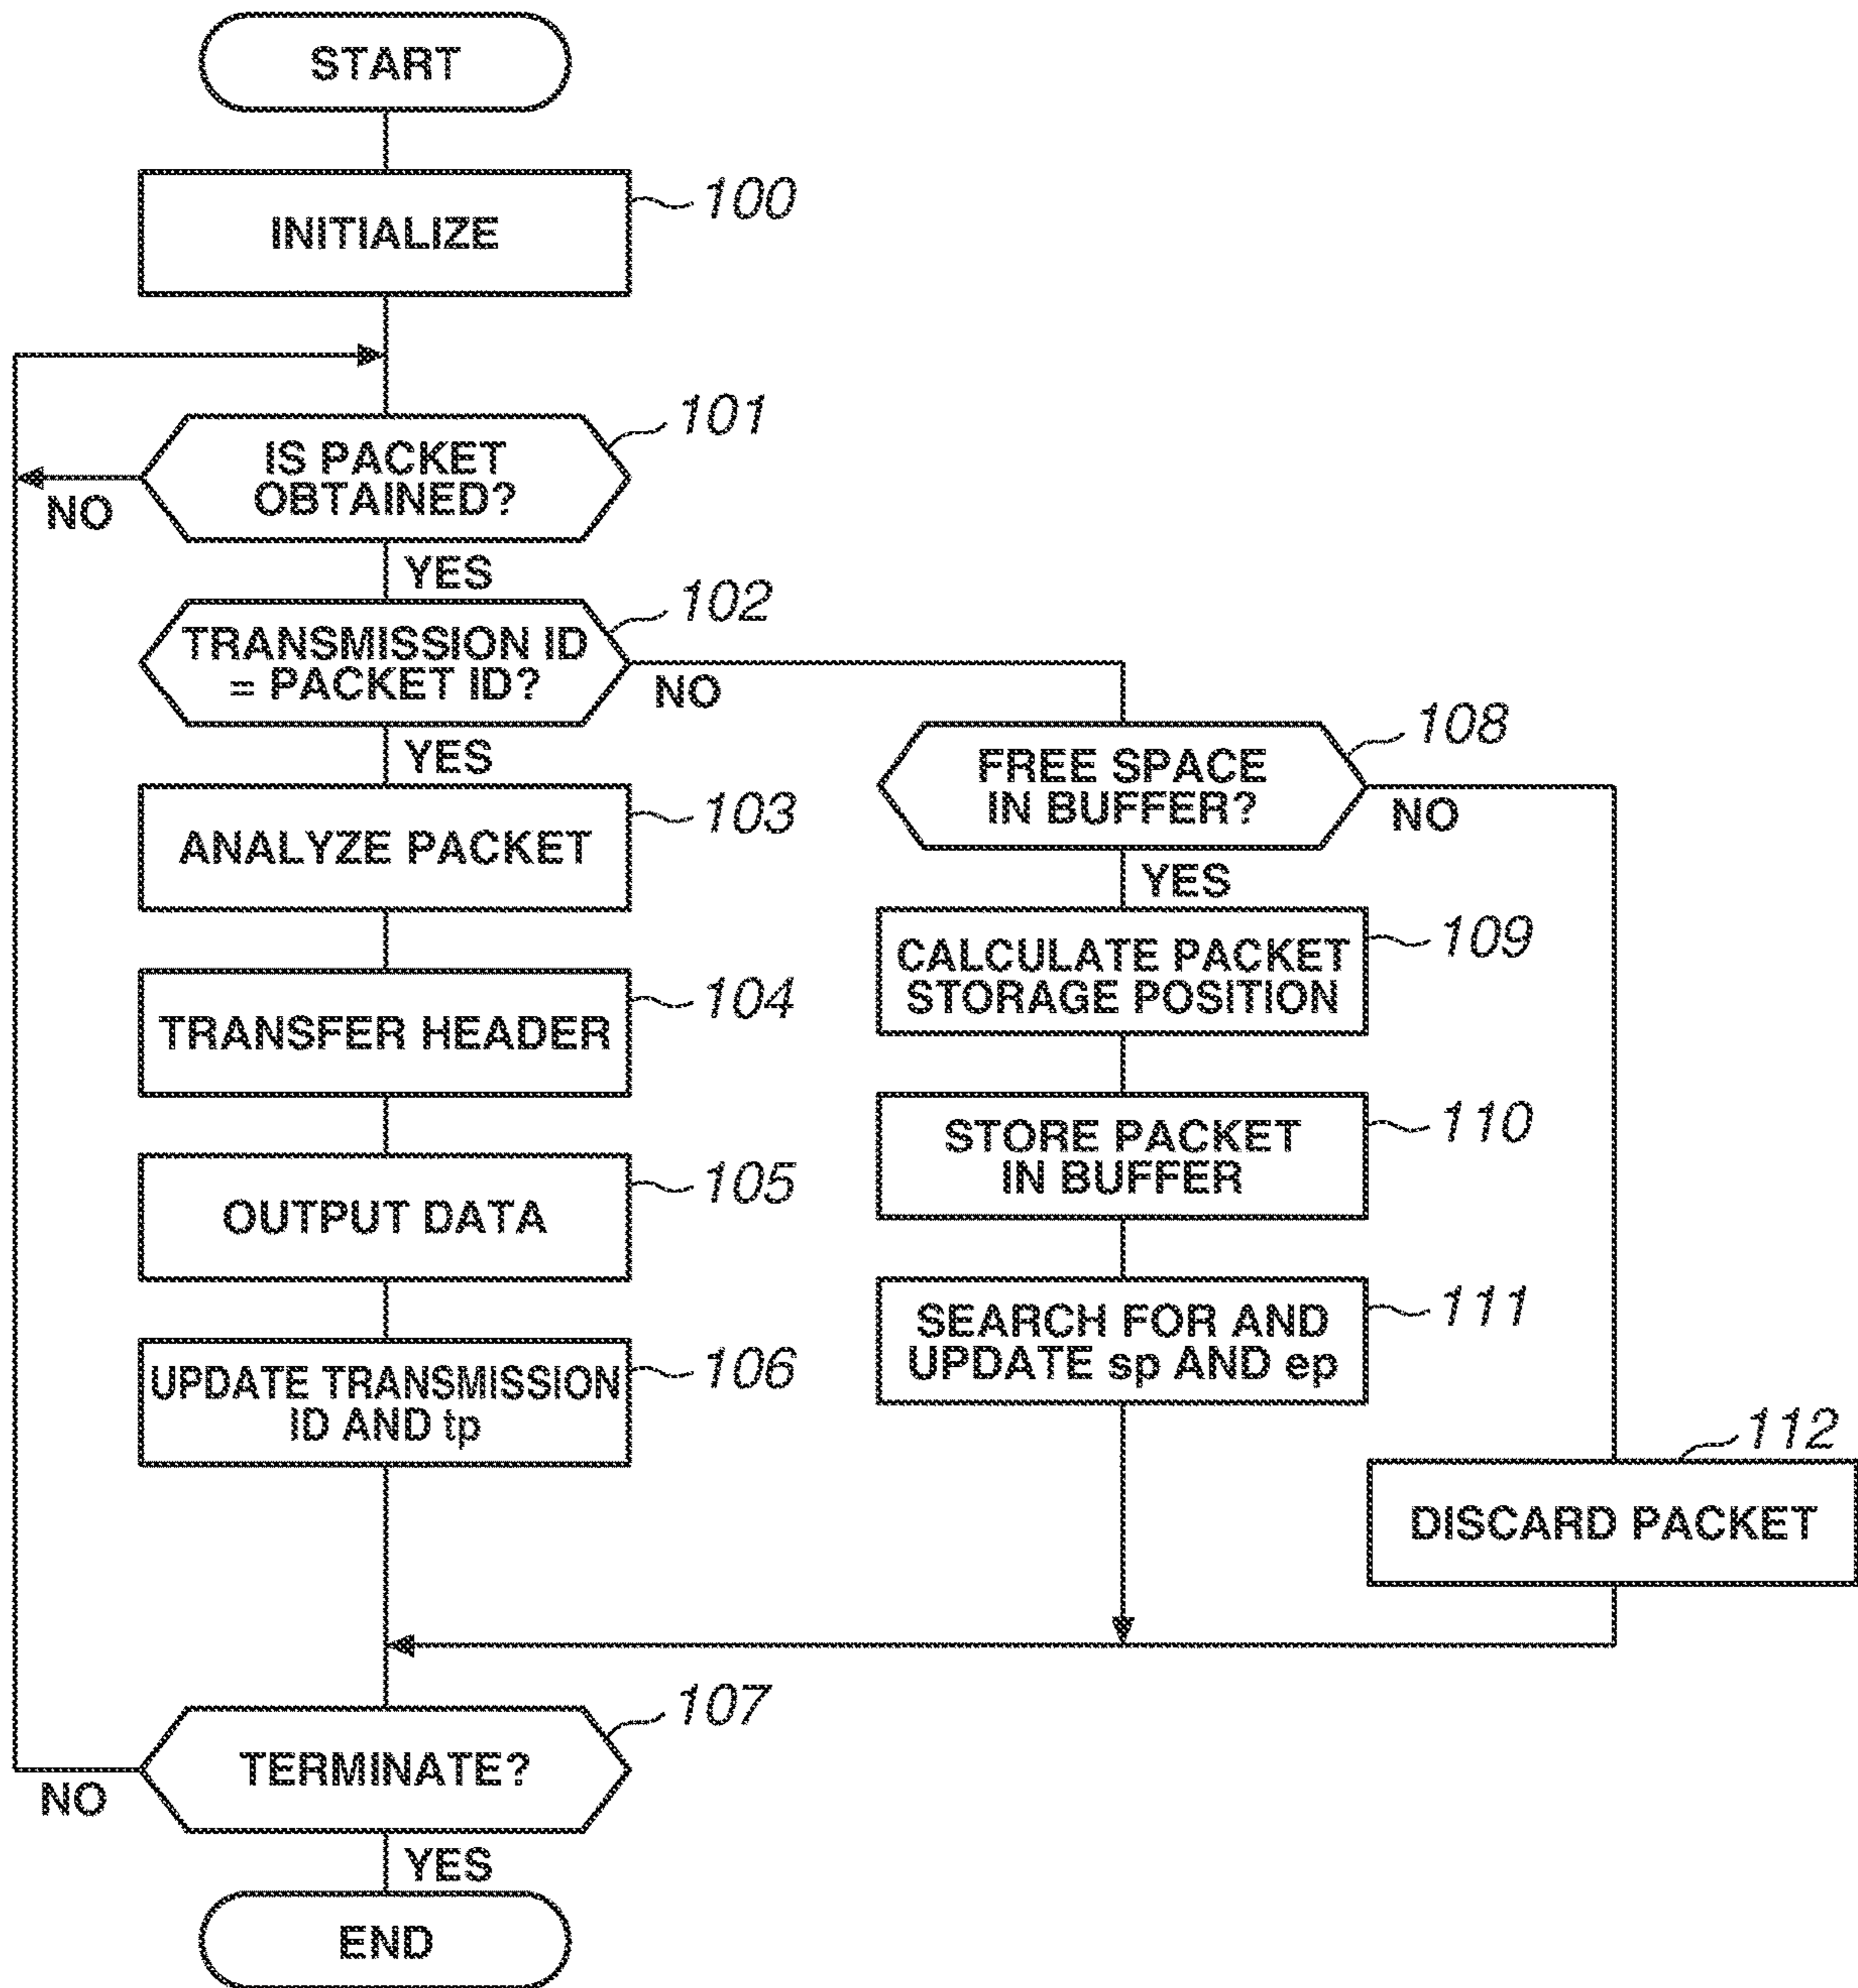 START
INITIALIZE
100
IS PACKET
OBTAINED?
101
NO
YES
TRANSMISSION ID
= PACKET ID?
102
NO
YES
ANALYZE PACKET
103
TRANSFER HEADER
104
OUTPUT DATA
105
UPDATE TRANSMISSION
ID AND tp
106
FREE SPACE
IN BUFFER?
108
NO
YES
CALCULATE PACKET
STORAGE POSITION
109
STORE PACKET
IN BUFFER
110
SEARCH FOR AND
UPDATE sp AND ep
111
112
DISCARD PACKET
TERMINATE?
107
NO
YES
END